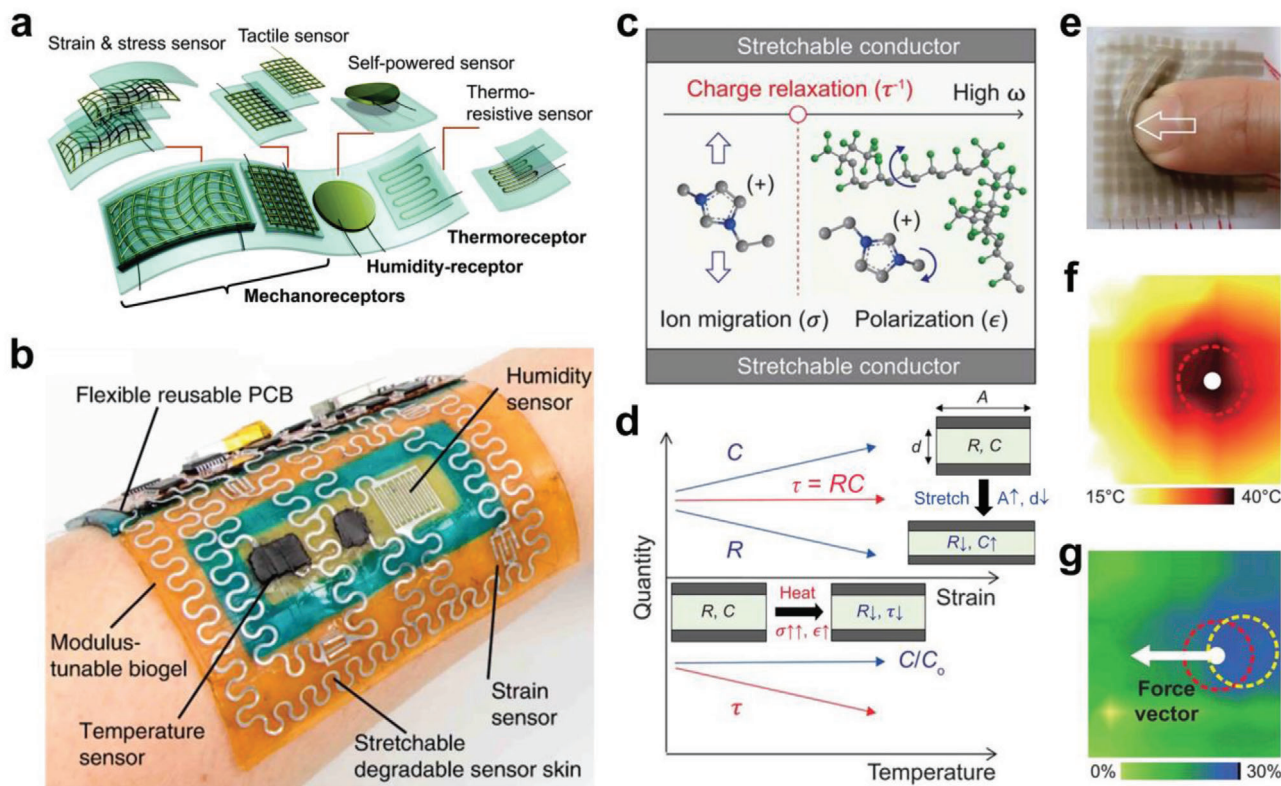 a
Strain & stress sensor
Tactile sensor
Self-powered sensor
Thermo-
resistive sensor
Thermoreceptor
Humidity-receptor
Mechanoreceptors
b
Flexible reusable PCB
Humidity
sensor
Modulus-
tunable biogel
Temperature
sensor
Stretchable
degradable sensor skin
Strain
sensor
c
Stretchable conductor
Charge relaxation (τ⁻¹)
High ω
(+)
(+)
Ion migration (σ)
Polarization (ϵ)
Stretchable conductor
d
Quantity
C
τ = RC
R
A
d
R, C
Stretch
A↑, d↓
R↓, C↑
Strain
R, C
Heat
σ↑↑, ϵ↑
R↓, τ↓
C/Cₒ
τ
Temperature
e
f
15°C
40°C
g
Force
vector
0%
30%